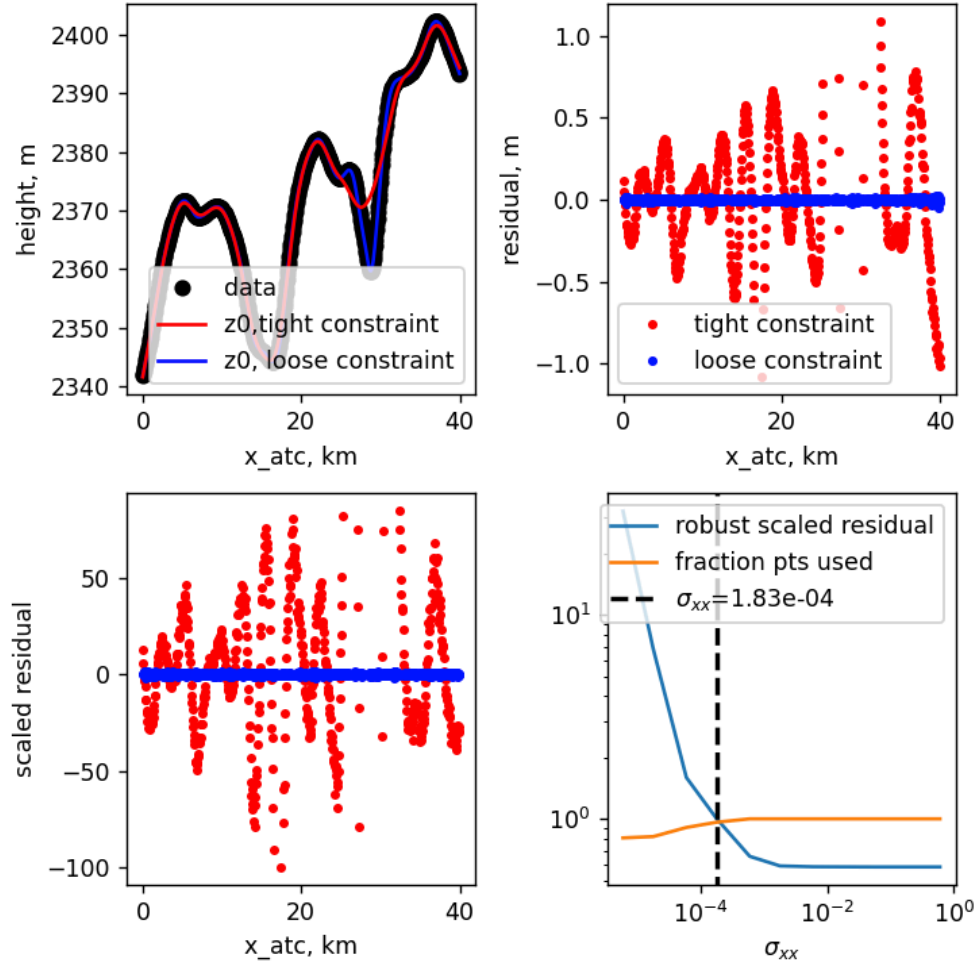 height, m
2400
2390
2380
2370
2360
2350
2340
data
z0,tight constraint
z0, loose constraint
0
20
40
x_atc, km
residual, m
1.0
0.5
0.0
−0.5
−1.0
tight constraint
loose constraint
0
20
40
x_atc, km
scaled residual
50
0
−50
−100
0
20
40
x_atc, km
robust scaled residual
fraction pts used
σxx=1.83e-04
10¹
10⁰
10⁻⁴
10⁻²
10⁰
σxx